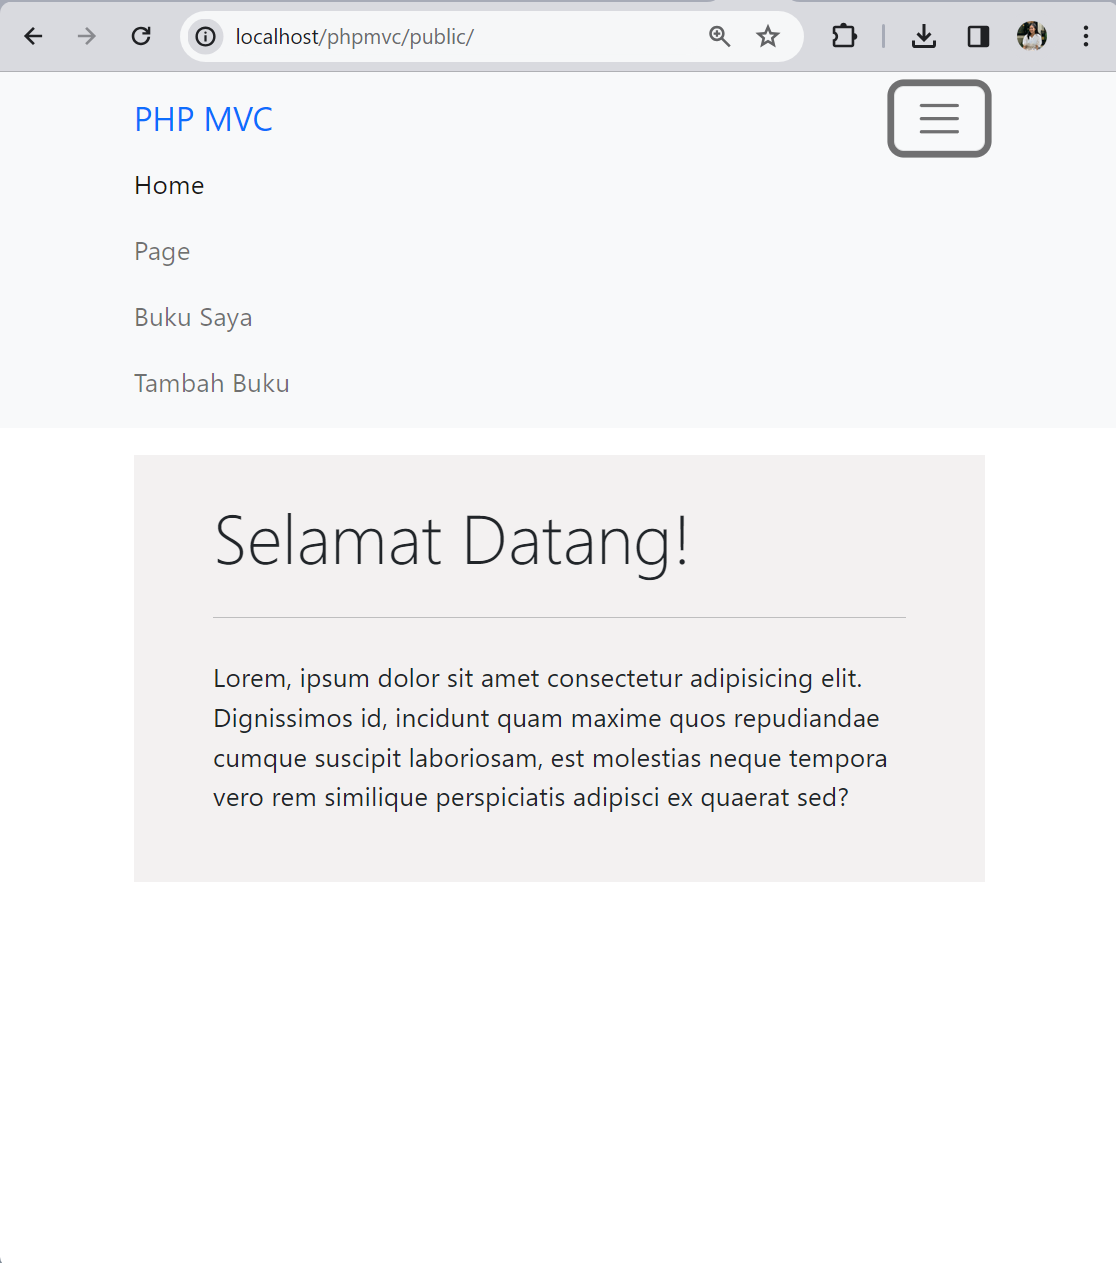 localhost/phpmvc/public/
PHP MVC
Home
Page
Buku Saya
Tambah Buku
Selamat Datang!
Lorem, ipsum dolor sit amet consectetur adipisicing elit.
Dignissimos id, incidunt quam maxime quos repudiandae
cumque suscipit laboriosam, est molestias neque tempora
vero rem similique perspiciatis adipisci ex quaerat sed?